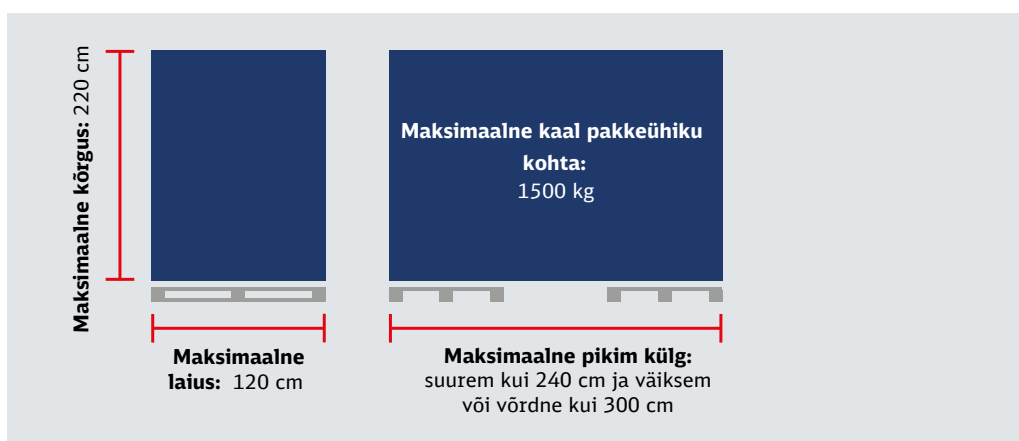 Maksimaalne kõrgus: 220 cm
Maksimaalne kaal pakkeühiku
kohta:
1500 kg
Maksimaalne
laius: 120 cm
Maksimaalne pikim külg:
suurem kui 240 cm ja väiksem
või võrdne kui 300 cm